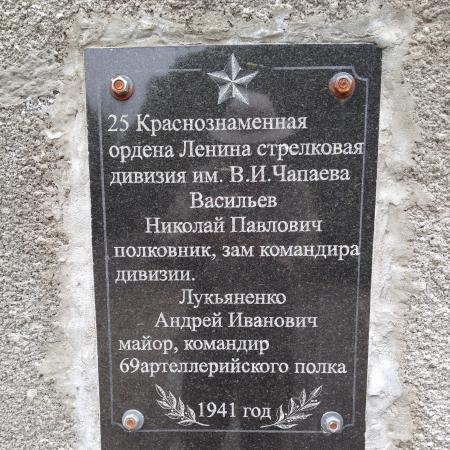 25 Краснознаменная
ордена Ленина стрелковая
дивизия им. В.И.Чапаева
Васильев
Николай Павлович
полковник, зам командира
дивизии.
Лукьяненко
Андрей Иванович
майор, командир
69артеллерийского полка
1941 год